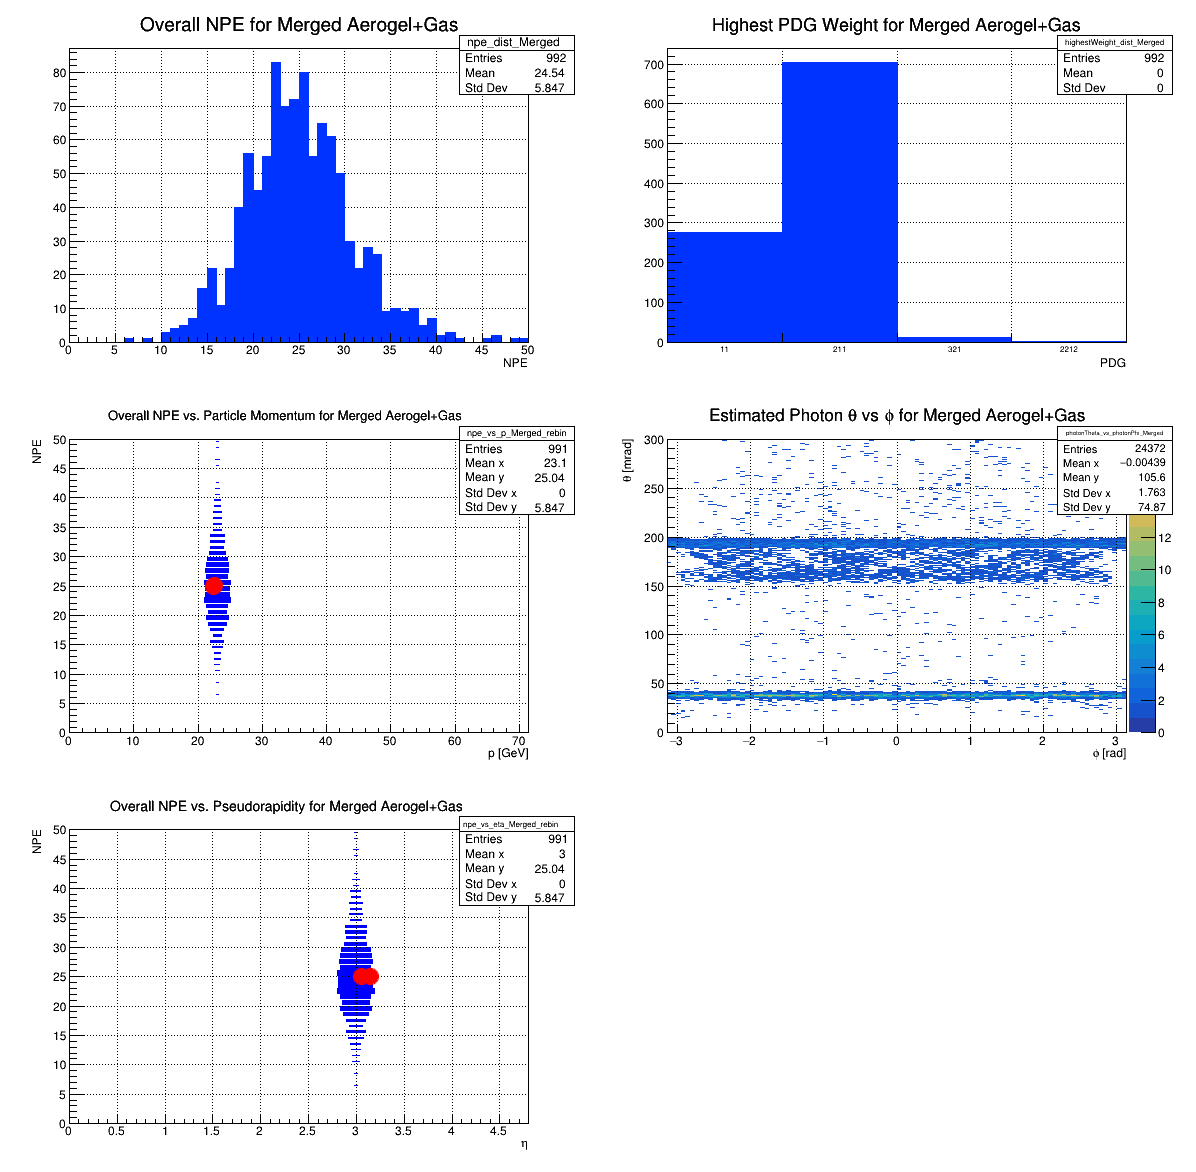 Overall NPE for Merged Aerogel+Gas
npe_dist_Merged
Entries 992
Mean 24.54
Std Dev 5.847
80
70
60
50
40
30
20
10
0
0 5 10 15 20 25 30 35 40 45 50
NPE
Highest PDG Weight for Merged Aerogel+Gas
highestWeight_dist_Merged
Entries 992
Mean 0
Std Dev 0
700
600
500
400
300
200
100
0
11 211 321 2212
PDG
Overall NPE vs. Particle Momentum for Merged Aerogel+Gas
npe_vs_p_Merged_rebin
Entries 991
Mean x 23.1
Mean y 25.04
Std Dev x 0
Std Dev y 5.847
NPE
50
45
40
35
30
25
20
15
10
5
0
0 10 20 30 40 50 60 70
p [GeV]
Estimated Photon θ vs ϕ for Merged Aerogel+Gas
photonTheta_vs_photonPhi_Merged
Entries 24372
Mean x −0.00439
Mean y 105.6
Std Dev x 1.763
Std Dev y 74.87
θ [mrad]
300
250
200
150
100
50
0
−3 −2 −1 0 1 2 3
ϕ [rad]
12
10
8
6
4
2
0
Overall NPE vs. Pseudorapidity for Merged Aerogel+Gas
npe_vs_eta_Merged_rebin
Entries 991
Mean x 3
Mean y 25.04
Std Dev x 0
Std Dev y 5.847
NPE
50
45
40
35
30
25
20
15
10
5
0
0 0.5 1 1.5 2 2.5 3 3.5 4 4.5
η